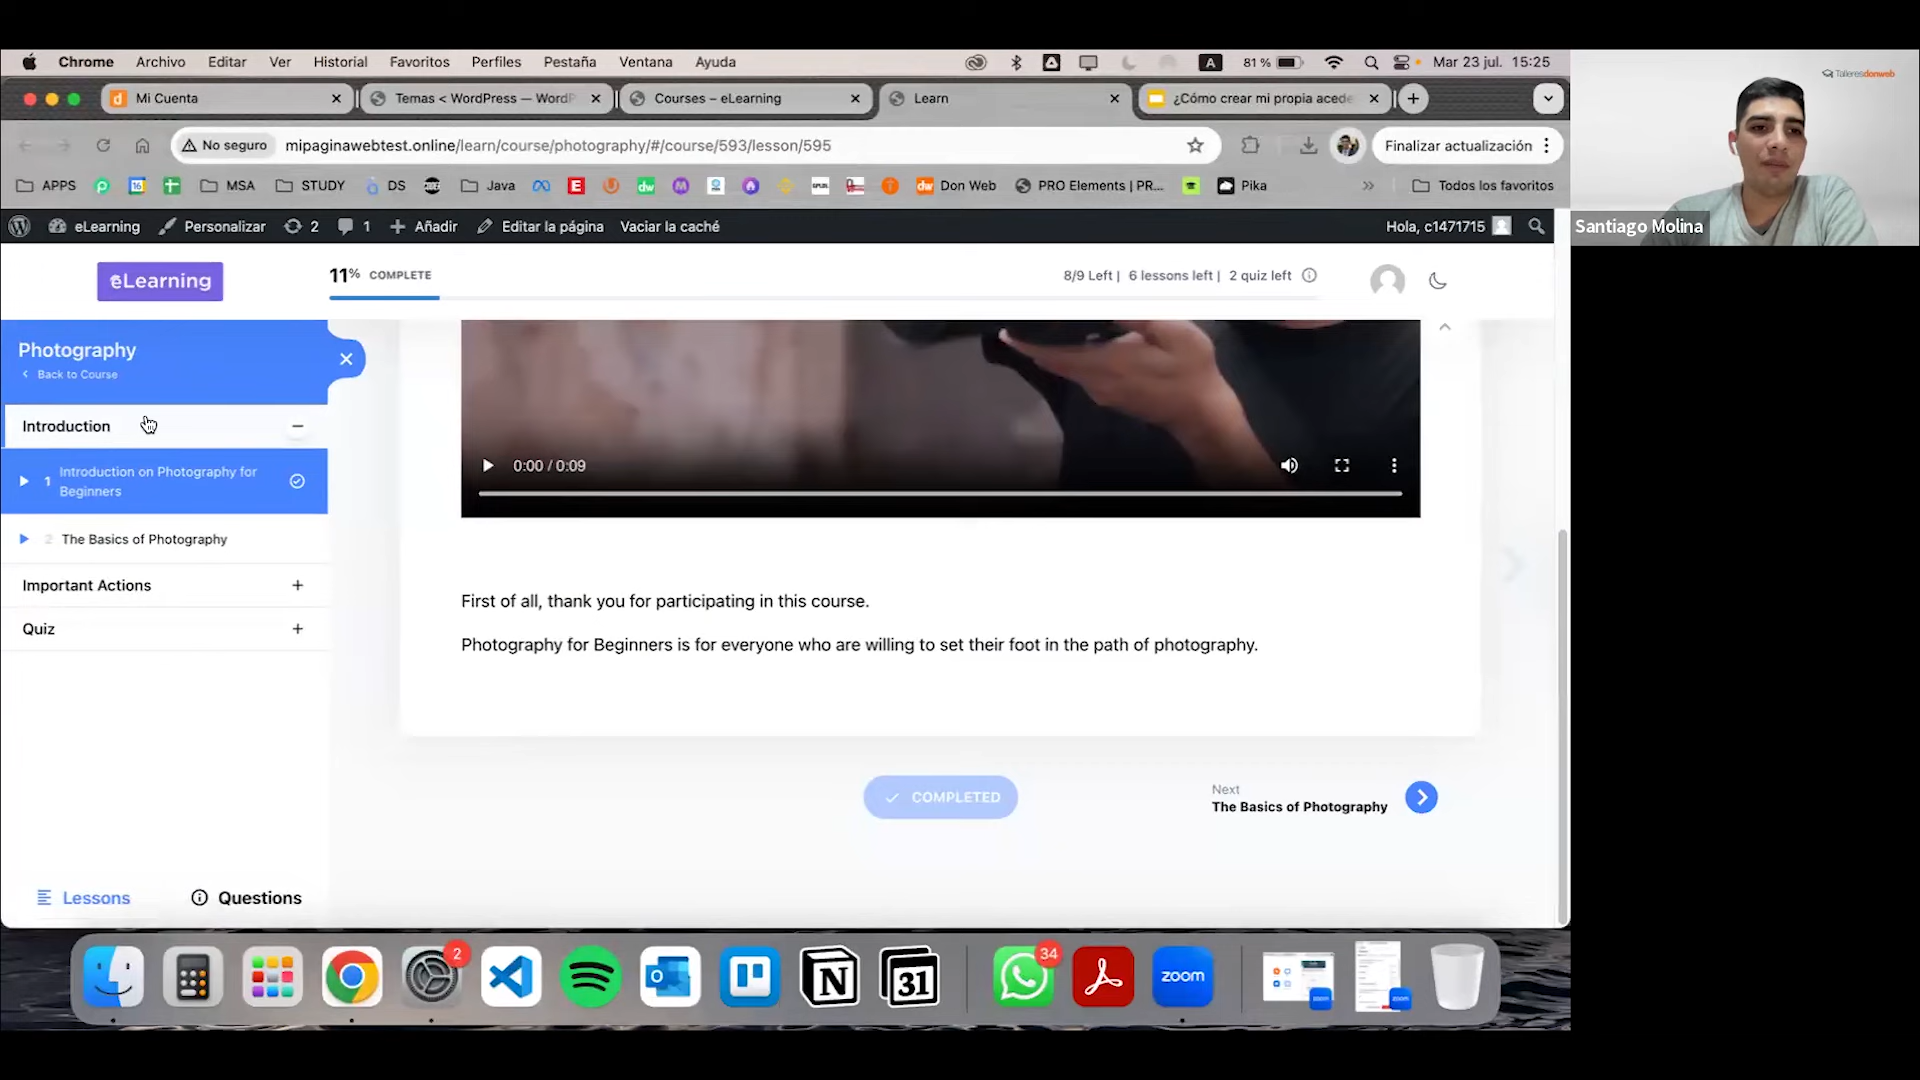 Chrome Archivo Editar Ver Historial Favoritos Perfiles Pestaña Ventana Ayuda
A 81 % Mar 23 jul. 15:25
Talleresdonweb
Mi Cuenta
Temas < WordPress — WordP
Courses – eLearning
Learn
¿Cómo crear mi propia acede
No seguro mipaginawebtest.online/learn/course/photography/#/course/593/lesson/595
Finalizar actualización
APPS
16
MSA
STUDY
DS
Java
E
dw
dw Don Web
PRO Elements | PR...
Pika
Todos los favoritos
eLearning Personalizar 2 1 Añadir Editar la página Vaciar la caché
Hola, c1471715
Santiago Molina
eLearning
11% COMPLETE
8/9 Left | 6 lessons left | 2 quiz left
Photography
Back to Course
Introduction
1 Introduction on Photography for
Beginners
2 The Basics of Photography
Important Actions
Quiz
0:00 / 0:09
First of all, thank you for participating in this course.
Photography for Beginners is for everyone who are willing to set their foot in the path of photography.
COMPLETED
Next
The Basics of Photography
Lessons
Questions
2
31
34
zoom
zoom
zoom